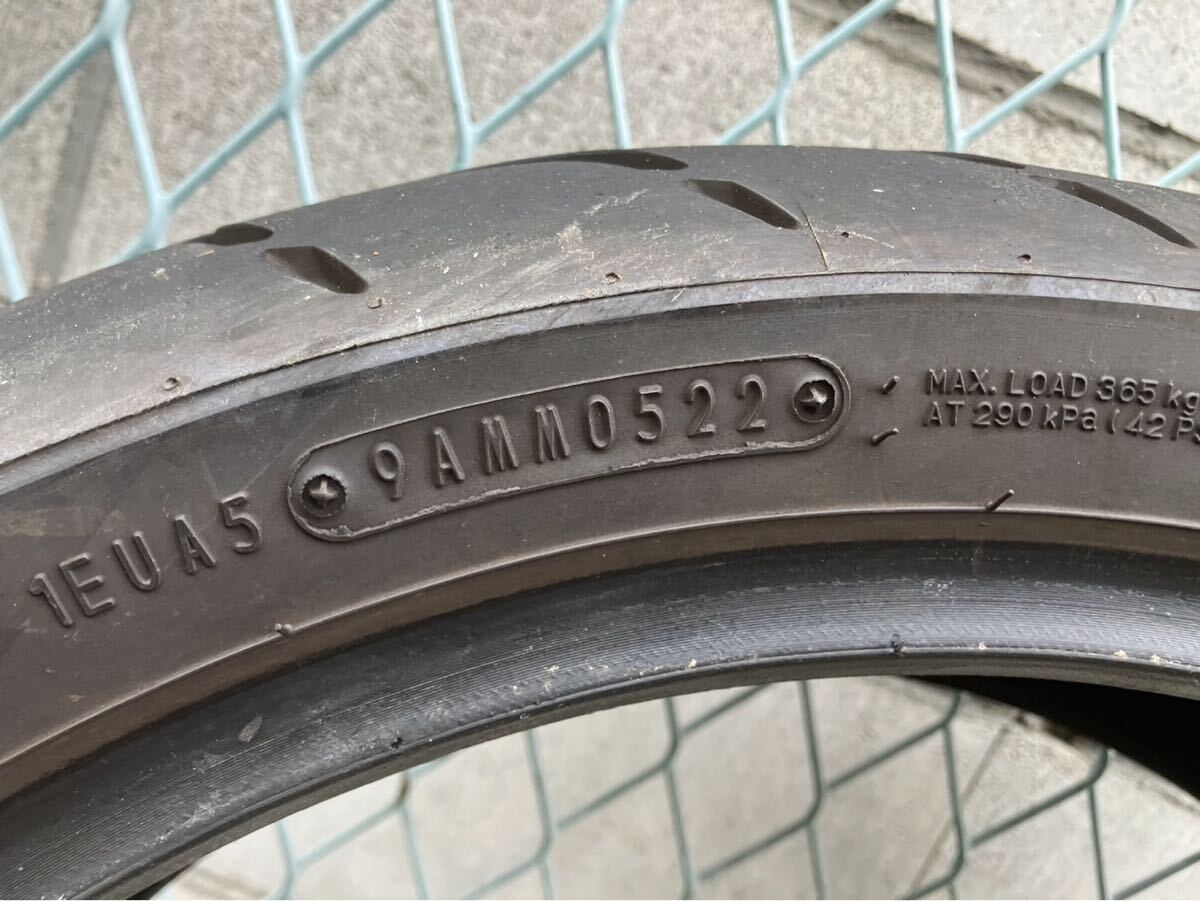 1EUA5 9AMM0522
MAX. LOAD 365 kg
AT 290 kPa (42 PS